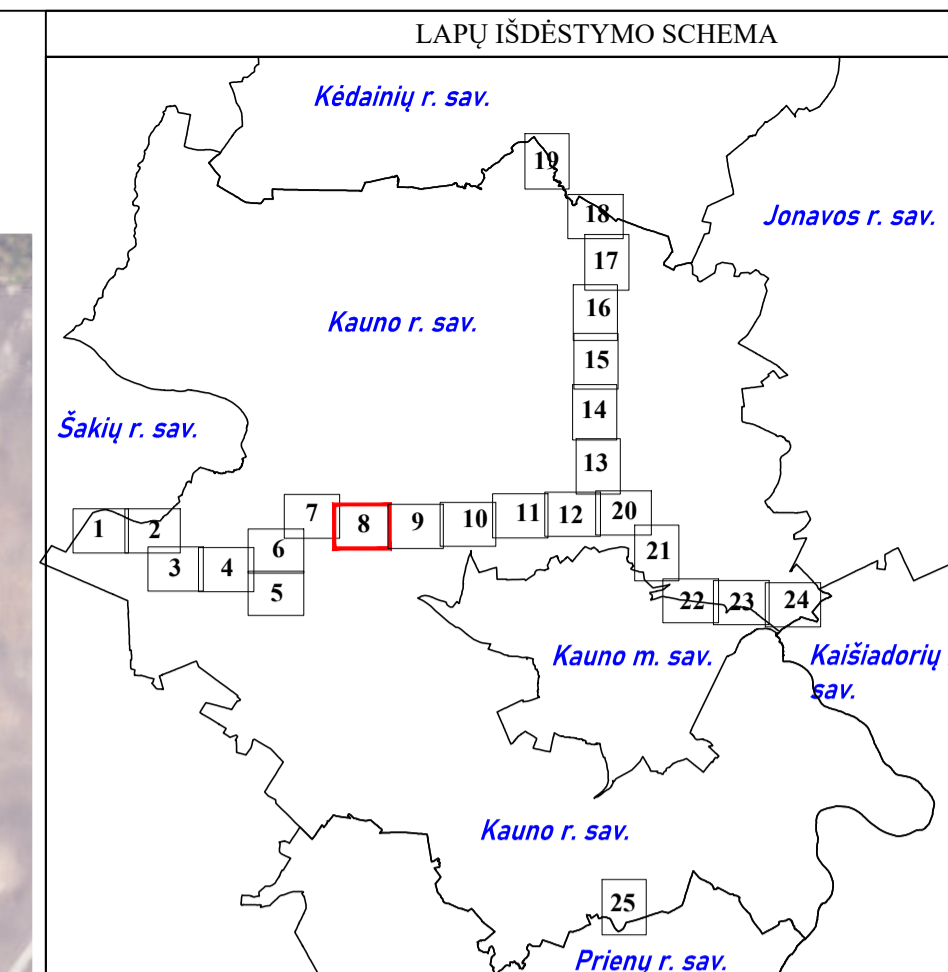 LAPŲ IŠDĖSTYMO SCHEMA
Kėdainių r. sav.
19
18
Jonavos r. sav.
17
16
Kauno r. sav.
15
14
Šakių r. sav.
13
1
2
7
8
9
10
11
12
20
6
21
3
4
5
22
23
24
Kauno m. sav.
Kaišiadorių
sav.
Kauno r. sav.
25
Prienų r. sav.